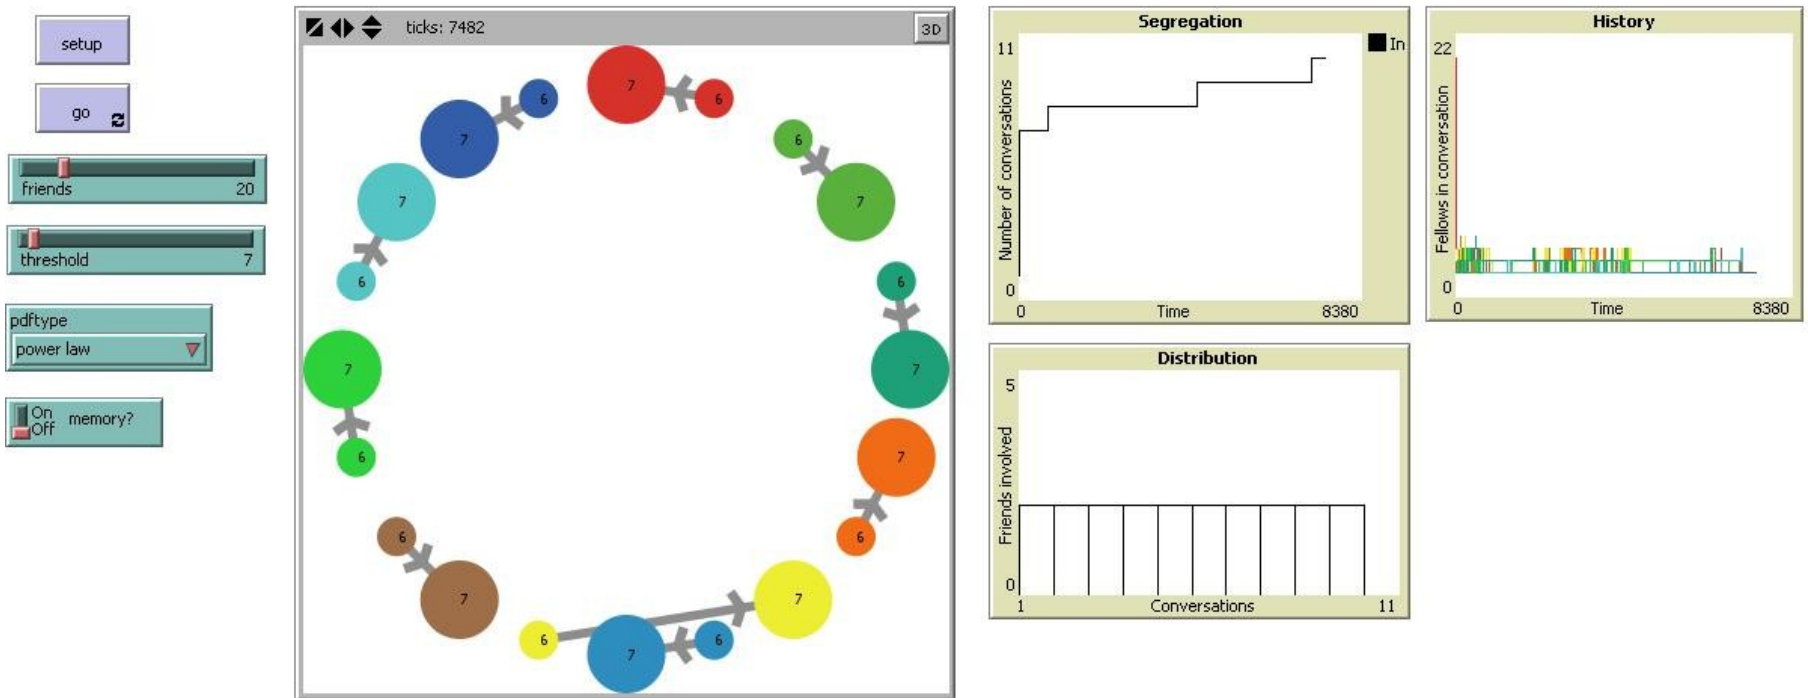 setup
go
friends 20
threshold 7
pdftype
power law
On
Off
memory?
ticks: 7482
3D
7
6
6
7
6
7
7
7
6
6
7
7
6
7
6
7
6
6
7
7
6
7
6
6
7
Segregation
11
In
Number of conversations
0
0 Time 8380
History
22
Fellows in conversation
0
0 Time 8380
Distribution
5
Friends involved
0
1 Conversations 11